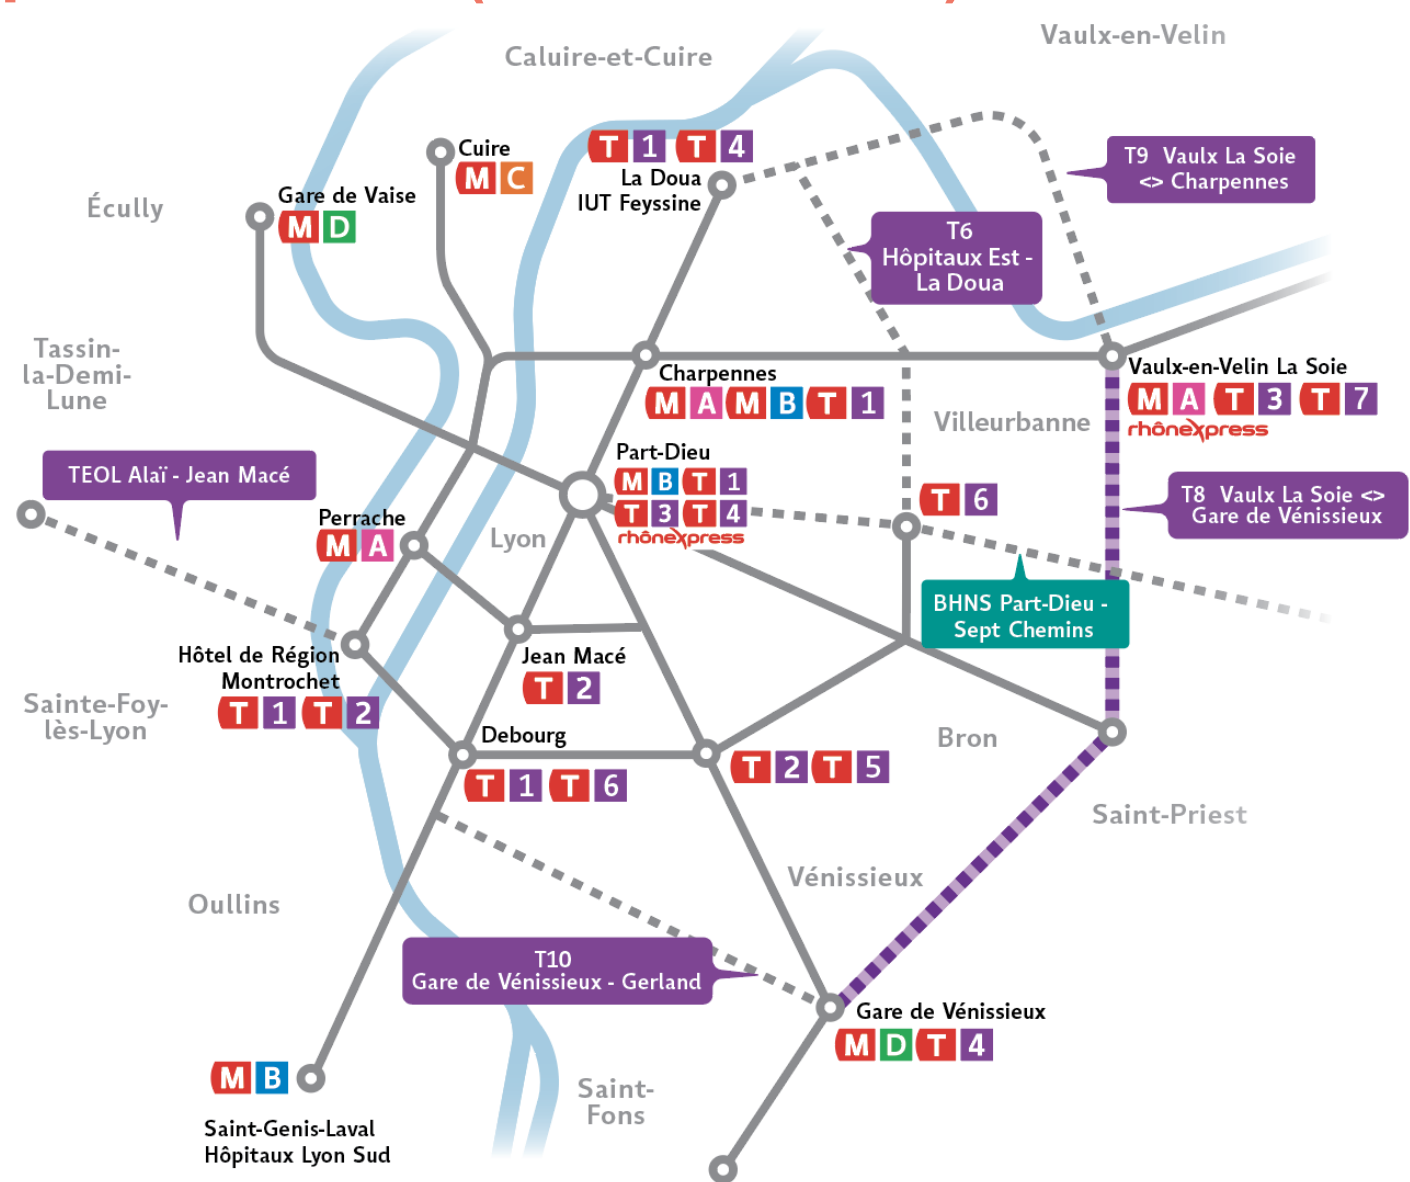 Vaulx-en-Velin
Caluire-et-Cuire
T 1 T 4
Cuire
M C
T9 Vaulx La Soie
<> Charpennes
La Doua
IUT Feyssine
Gare de Vaise
M D
Écully
T6
Hôpitaux Est -
La Doua
Tassin-
la-Demi-
Lune
Charpennes
M A M B T 1
Vaulx-en-Velin La Soie
M A T 3 T 7
rhônexpress
Villeurbanne
Part-Dieu
M B T 1
T 3 T 4
rhônexpress
TEOL Alaï - Jean Macé
T 6
T8 Vaulx La Soie <>
Gare de Vénissieux
Perrache
M A
Lyon
BHNS Part-Dieu -
Sept Chemins
Hôtel de Région
Montrochet
T 1 T 2
Jean Macé
T 2
Sainte-Foy-
lès-Lyon
Debourg
T 1 T 6
T 2 T 5
Bron
Saint-Priest
Vénissieux
Oullins
T10
Gare de Vénissieux - Gerland
Gare de Vénissieux
M D T 4
M B
Saint-Genis-Laval
Hôpitaux Lyon Sud
Saint-
Fons